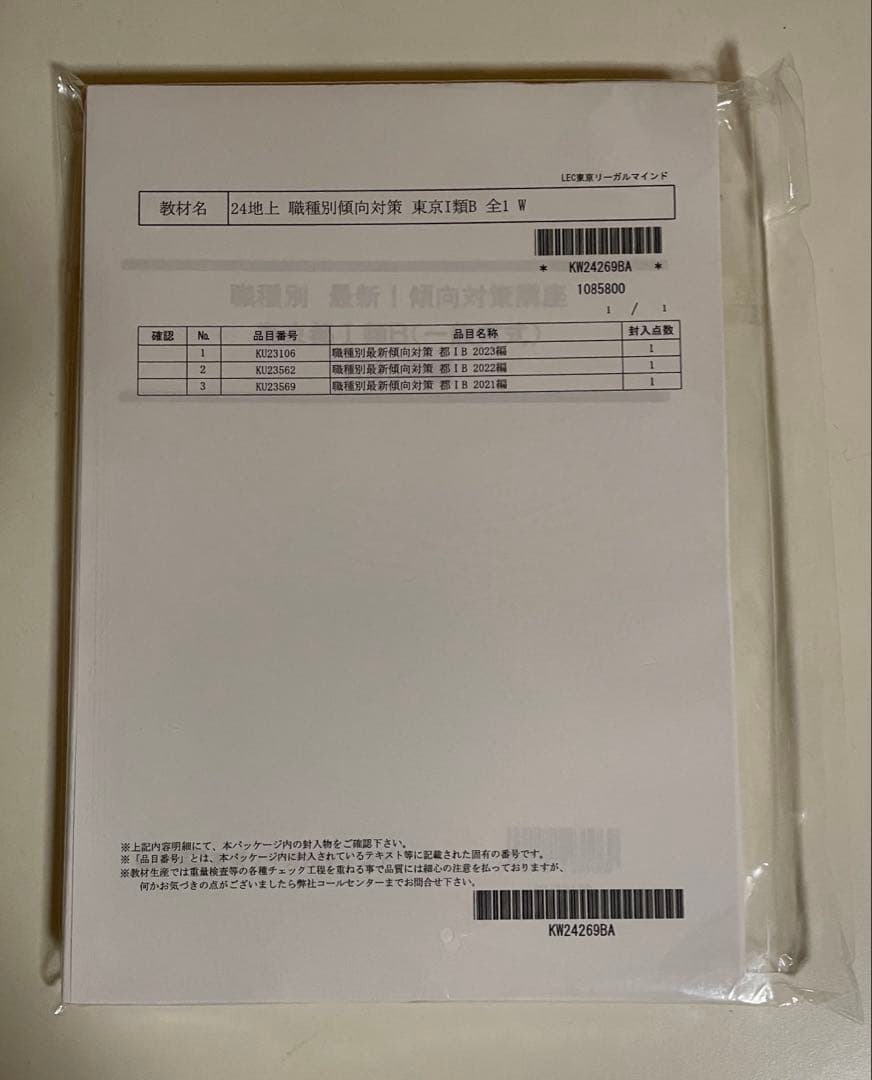 LEC東京リーガルマインド
教材名 24地上 職種別傾向対策 東京I類B 全1 W
* KW24269BA *
1085800
1 / 1
職種別 最新！傾向対策講座
確認 № 品目番号 品目名称 封入点数
1 KU23106 職種別最新傾向対策 都ⅠB 2023編 1
2 KU23562 職種別最新傾向対策 都ⅠB 2022編 1
3 KU23569 職種別最新傾向対策 都ⅠB 2021編 1
※上記内容明細にて、本パッケージ内の封入物をご確認下さい。
※「品目番号」とは、本パッケージ内に封入されているテキスト等に記載された固有の番号です。
※教材生産では重量検査等の各種チェック工程を重ねる事で品質には細心の注意を払っておりますが、
何かお気づきの点がございましたら弊社コールセンターまでお問合せ下さい。
KW24269BA